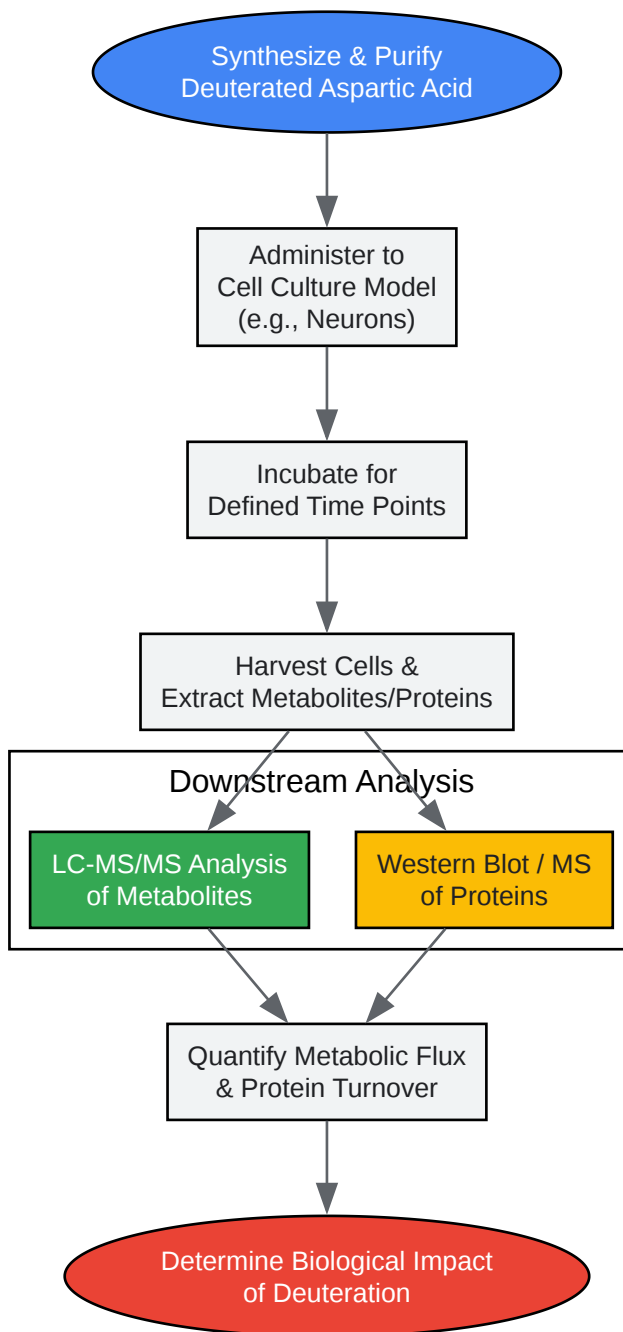 Synthesize & Purify
Deuterated Aspartic Acid
Administer to
Cell Culture Model
(e.g., Neurons)
Incubate for
Defined Time Points
Harvest Cells &
Extract Metabolites/Proteins
Downstream Analysis
LC-MS/MS Analysis
of Metabolites
Western Blot / MS
of Proteins
Quantify Metabolic Flux
& Protein Turnover
Determine Biological Impact
of Deuteration